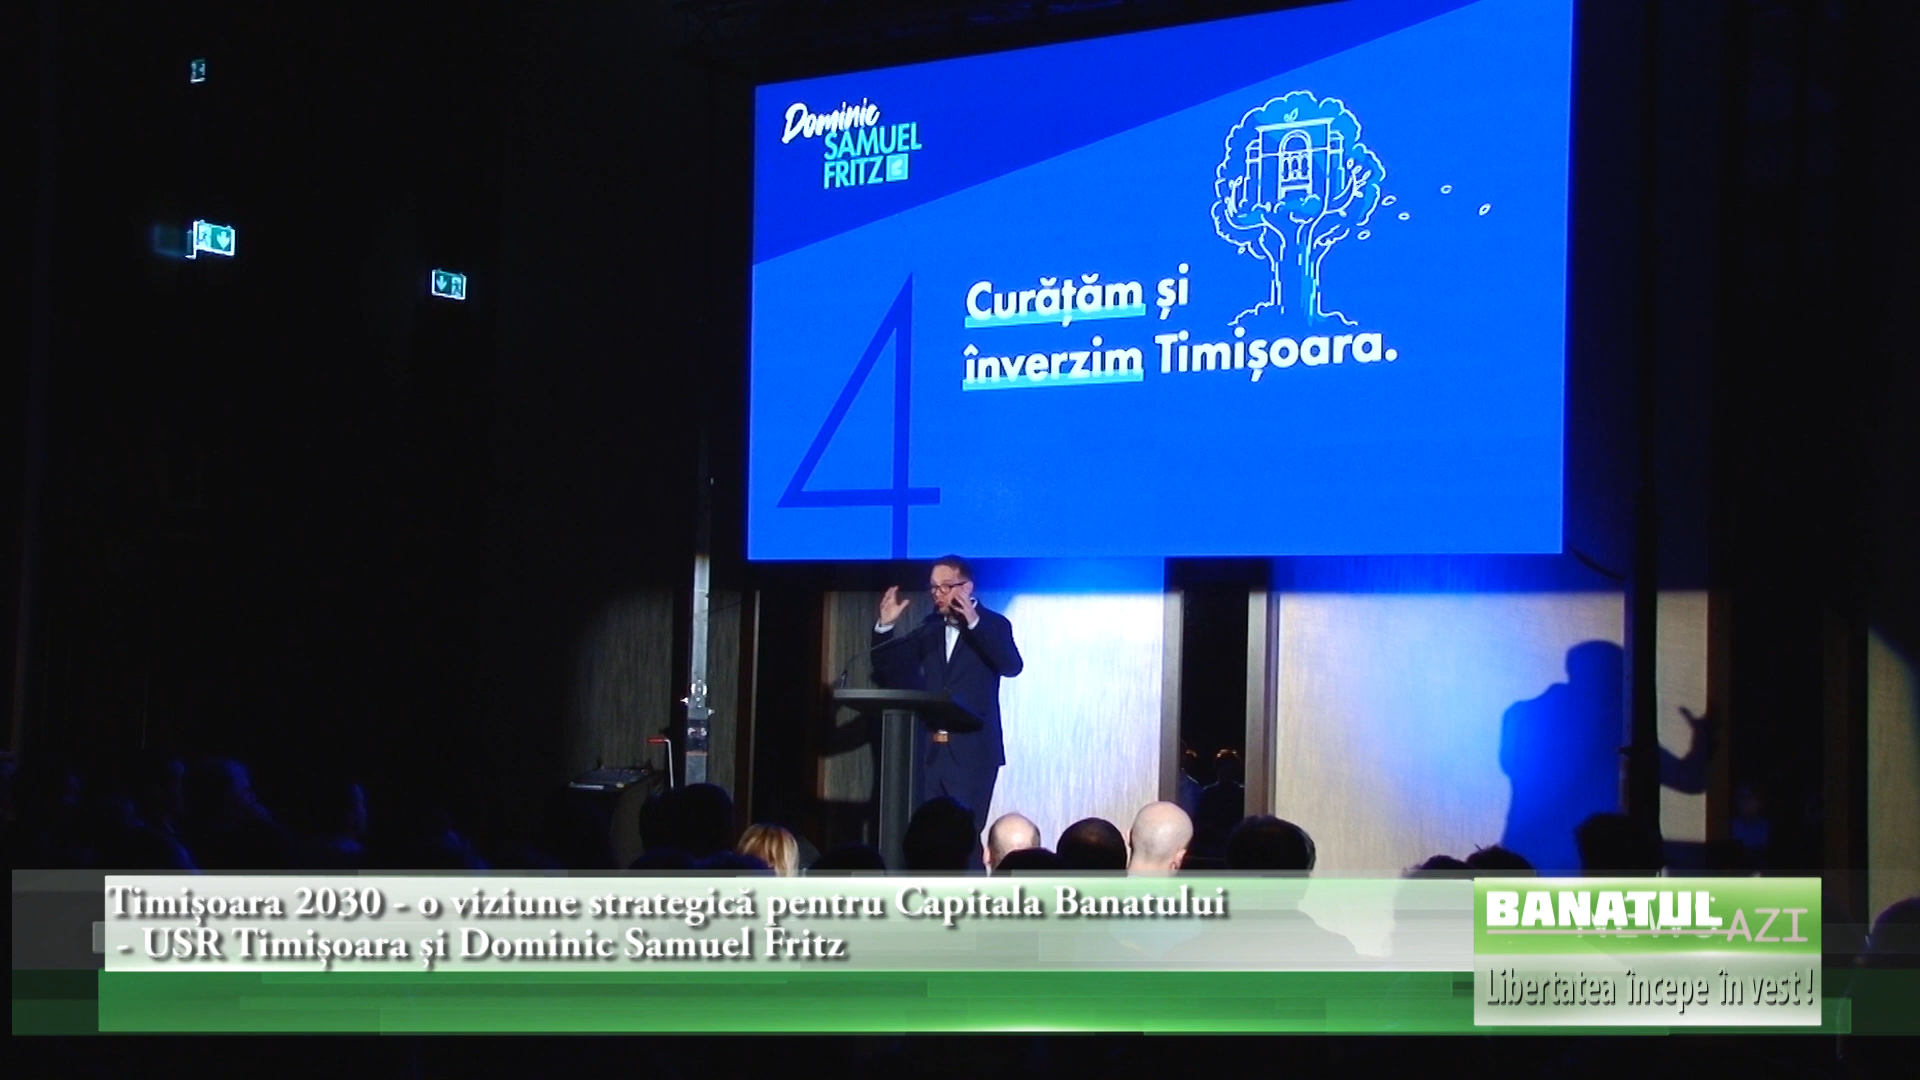 Dominic
SAMUEL
FRITZ
4
Curățăm și
înverzim Timișoara.
Timişoara 2030 - o viziune strategică pentru Capitala Banatului
- USR Timişoara şi Dominic Samuel Fritz
BANATUL
NEWS
AZI
Libertatea începe în vest!